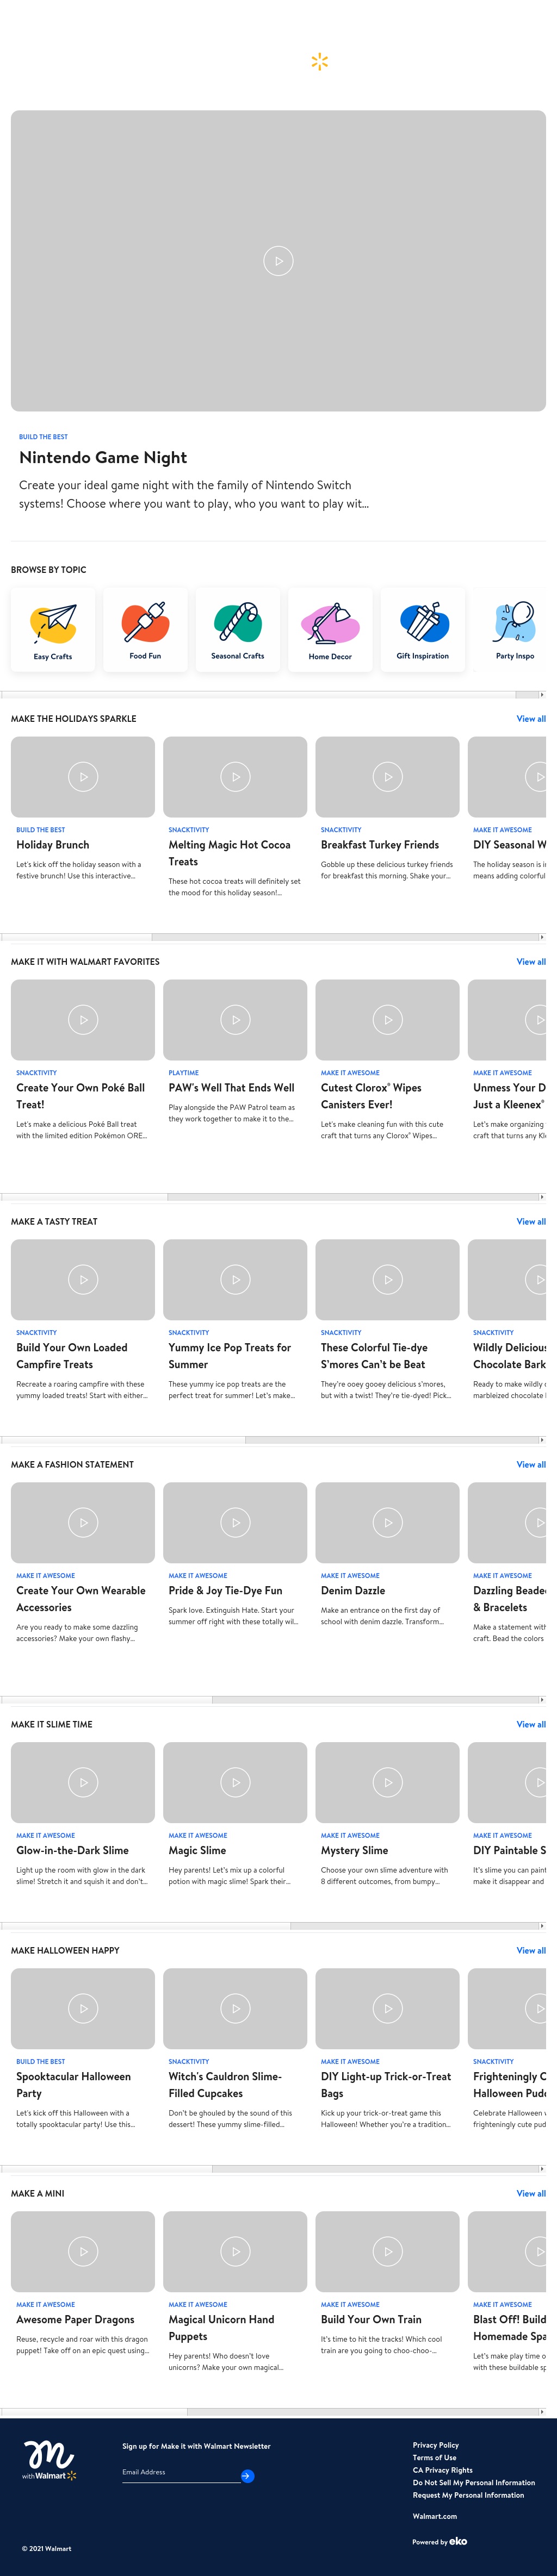 BUILD THE BEST
Nintendo Game Night
Create your ideal game night with the family of Nintendo Switch
systems! Choose where you want to play, who you want to play wit...
BROWSE BY TOPIC
Easy Crafts
Food Fun
Seasonal Crafts
Home Decor
Gift Inspiration
Party Inspo
MAKE THE HOLIDAYS SPARKLE
View all
BUILD THE BEST
Holiday Brunch
Let's kick off the holiday season with a
festive brunch! Use this interactive...
SNACKTIVITY
Melting Magic Hot Cocoa
Treats
These hot cocoa treats will definitely set
the mood for this holiday season!...
SNACKTIVITY
Breakfast Turkey Friends
Gobble up these delicious turkey friends
for breakfast this morning. Shake your...
MAKE IT AWESOME
DIY Seasonal W
The holiday season is i
means adding colorful
MAKE IT WITH WALMART FAVORITES
View all
SNACKTIVITY
Create Your Own Poké Ball
Treat!
Let's make a delicious Poké Ball treat
with the limited edition Pokémon ORE...
PLAYTIME
PAW's Well That Ends Well
Play alongside the PAW Patrol team as
they work together to make it to the...
MAKE IT AWESOME
Cutest Clorox® Wipes
Canisters Ever!
Let's make cleaning fun with this cute
craft that turns any Clorox® Wipes...
MAKE IT AWESOME
Unmess Your D
Just a Kleenex®
Let's make organizing
craft that turns any Kl
MAKE A TASTY TREAT
View all
SNACKTIVITY
Build Your Own Loaded
Campfire Treats
Recreate a roaring campfire with these
yummy loaded treats! Start with either...
SNACKTIVITY
Yummy Ice Pop Treats for
Summer
These yummy ice pop treats are the
perfect treat for summer! Let's make...
SNACKTIVITY
These Colorful Tie-dye
S'mores Can't be Beat
They're ooey gooey delicious s'mores,
but with a twist! They're tie-dyed! Pick...
SNACKTIVITY
Wildly Delicious
Chocolate Bark
Ready to make wildly
marbleized chocolate
MAKE A FASHION STATEMENT
View all
MAKE IT AWESOME
Create Your Own Wearable
Accessories
Are you ready to make some dazzling
accessories? Make your own flashy...
MAKE IT AWESOME
Pride & Joy Tie-Dye Fun
Spark love. Extinguish Hate. Start your
summer off right with these totally wil...
MAKE IT AWESOME
Denim Dazzle
Make an entrance on the first day of
school with denim dazzle. Transform...
MAKE IT AWESOME
Dazzling Beade
& Bracelets
Make a statement with
craft. Bead the colors
MAKE IT SLIME TIME
View all
MAKE IT AWESOME
Glow-in-the-Dark Slime
Light up the room with glow in the dark
slime! Stretch it and squish it and don't...
MAKE IT AWESOME
Magic Slime
Hey parents! Let's mix up a colorful
potion with magic slime! Spark their...
MAKE IT AWESOME
Mystery Slime
Choose your own slime adventure with
8 different outcomes, from bumpy...
MAKE IT AWESOME
DIY Paintable S
It's slime you can paint
make it disappear and
MAKE HALLOWEEN HAPPY
View all
BUILD THE BEST
Spooktacular Halloween
Party
Let's kick off this Halloween with a
totally spooktacular party! Use this...
SNACKTIVITY
Witch's Cauldron Slime-
Filled Cupcakes
Don't be ghouled by the sound of this
dessert! These yummy slime-filled...
MAKE IT AWESOME
DIY Light-up Trick-or-Treat
Bags
Kick up your trick-or-treat game this
Halloween! Whether you're a tradition...
SNACKTIVITY
Frighteningly C
Halloween Pudd
Celebrate Halloween
frighteningly cute pud
MAKE A MINI
View all
MAKE IT AWESOME
Awesome Paper Dragons
Reuse, recycle and roar with this dragon
puppet! Take off on an epic quest using...
MAKE IT AWESOME
Magical Unicorn Hand
Puppets
Hey parents! Who doesn't love
unicorns? Make your own magical...
MAKE IT AWESOME
Build Your Own Train
It's time to hit the tracks! Which cool
train are you going to choo-choo-...
MAKE IT AWESOME
Blast Off! Build
Homemade Spa
Let's make play time o
with these buildable sp
m
with Walmart
© 2021 Walmart
Sign up for Make it with Walmart Newsletter
Email Address
Privacy Policy
Terms of Use
CA Privacy Rights
Do Not Sell My Personal Information
Request My Personal Information
Walmart.com
Powered by eko